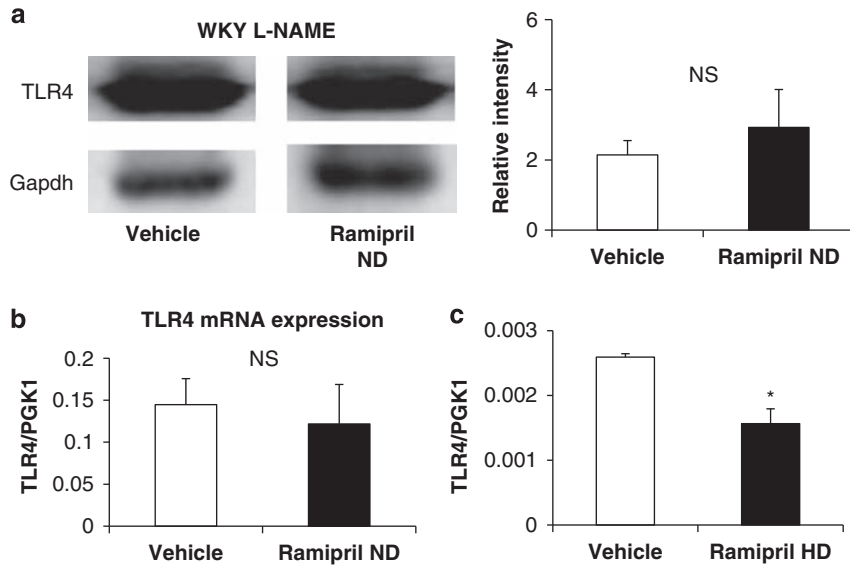 a
WKY L-NAME
TLR4
Gapdh
Vehicle
Ramipril
ND
Relative intensity
6
4
2
0
NS
Vehicle
Ramipril ND
b
TLR4 mRNA expression
TLR4/PGK1
0.2
0.15
0.1
0.05
0
NS
Vehicle
Ramipril ND
c
TLR4/PGK1
0.003
0.002
0.001
0
*
Vehicle
Ramipril HD